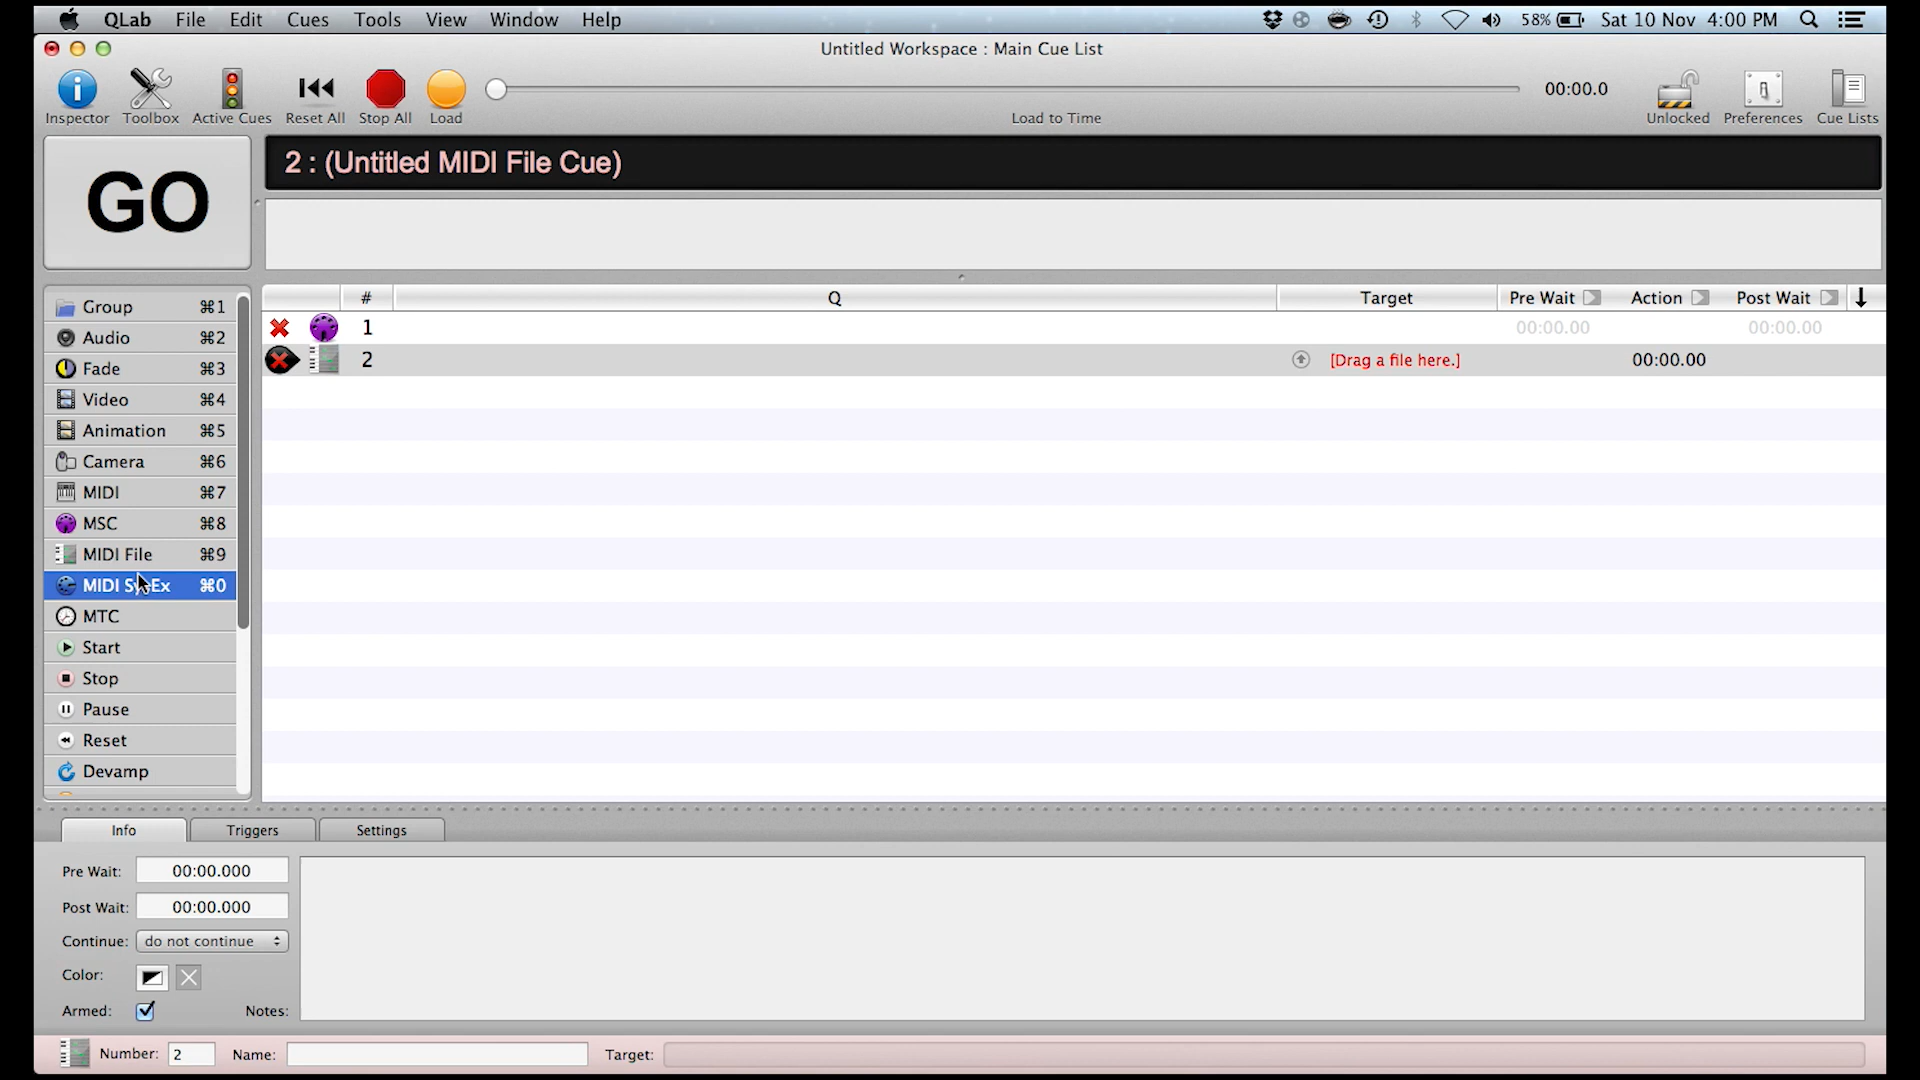 QLab File Edit Cues Tools View Window Help 58% Sat 10 Nov 4:00 PM
Untitled Workspace : Main Cue List
00:00.0
Inspector Toolbox Active Cues Reset All Stop All Load Load to Time Unlocked Preferences Cue Lists
GO
2 : (Untitled MIDI File Cue)
# Q Target Pre Wait Action Post Wait
1 00:00.00 00:00.00
2 [Drag a file here.] 00:00.00
Group ⌘1
Audio ⌘2
Fade ⌘3
Video ⌘4
Animation ⌘5
Camera ⌘6
MIDI ⌘7
MSC ⌘8
MIDI File ⌘9
MIDI SysEx ⌘0
MTC
Start
Stop
Pause
Reset
Devamp
Info Triggers Settings
Pre Wait: 00:00.000
Post Wait: 00:00.000
Continue: do not continue
Color:
Armed: Notes:
Number: 2 Name: Target: